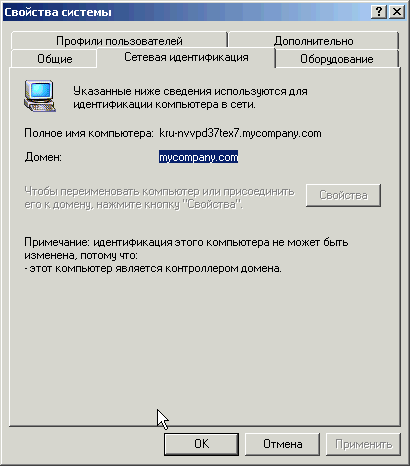 Свойства системы
Профили пользователей
Дополнительно
Общие
Сетевая идентификация
Оборудование
Указанные ниже сведения используются для
идентификации компьютера в сети.
Полное имя компьютера: kru-nvvpd37tex7.mycompany.com
Домен: mycompany.com
Чтобы переименовать компьютер или присоединить
его к домену, нажмите кнопку "Свойства".
Свойства
Примечание: идентификация этого компьютера не может быть
изменена, потому что:
- этот компьютер является контроллером домена.
OK
Отмена
Применить